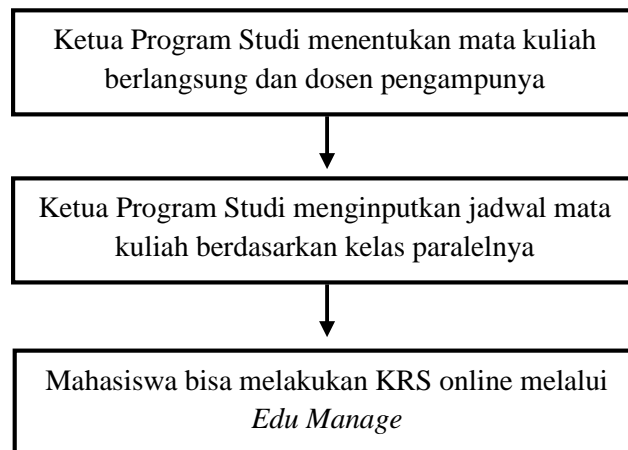 Ketua Program Studi menentukan mata kuliah
berlangsung dan dosen pengampunya
Ketua Program Studi menginputkan jadwal mata
kuliah berdasarkan kelas paralelnya
Mahasiswa bisa melakukan KRS online melalui
Edu Manage